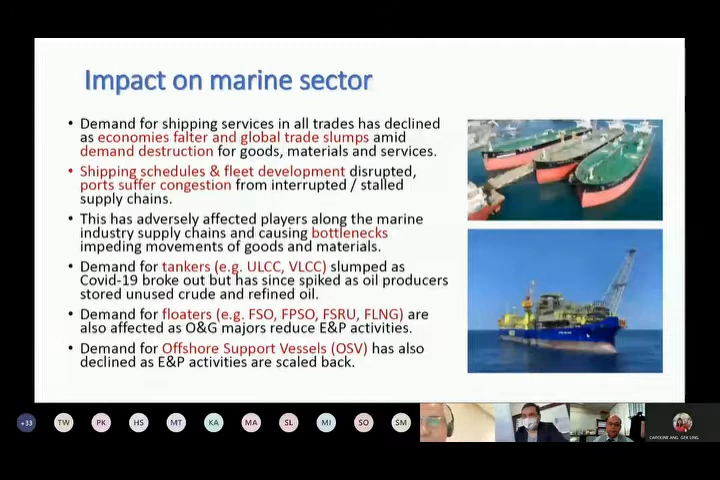 Impact on marine sector
• Demand for shipping services in all trades has declined
as economies falter and global trade slumps amid
demand destruction for goods, materials and services.
• Shipping schedules & fleet development disrupted,
ports suffer congestion from interrupted / stalled
supply chains.
• This has adversely affected players along the marine
industry supply chains and causing bottlenecks
impeding movements of goods and materials.
• Demand for tankers (e.g. ULCC, VLCC) slumped as
Covid-19 broke out but has since spiked as oil producers
stored unused crude and refined oil.
• Demand for floaters (e.g. FSO, FPSO, FSRU, FLNG) are
also affected as O&G majors reduce E&P activities.
• Demand for Offshore Support Vessels (OSV) has also
declined as E&P activities are scaled back.
+33 TW PK HS MT KA MA SL MI SO SM
CAROLINE ANG GEK LING